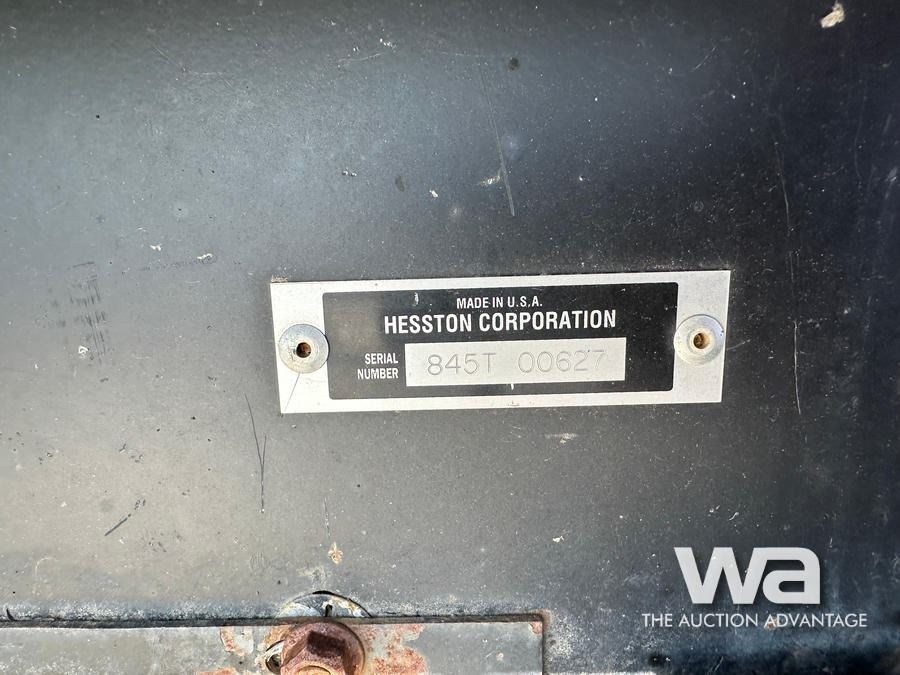 MADE IN U.S.A.
HESSTON CORPORATION
SERIAL
NUMBER
845T 00627
wa
THE AUCTION ADVANTAGE